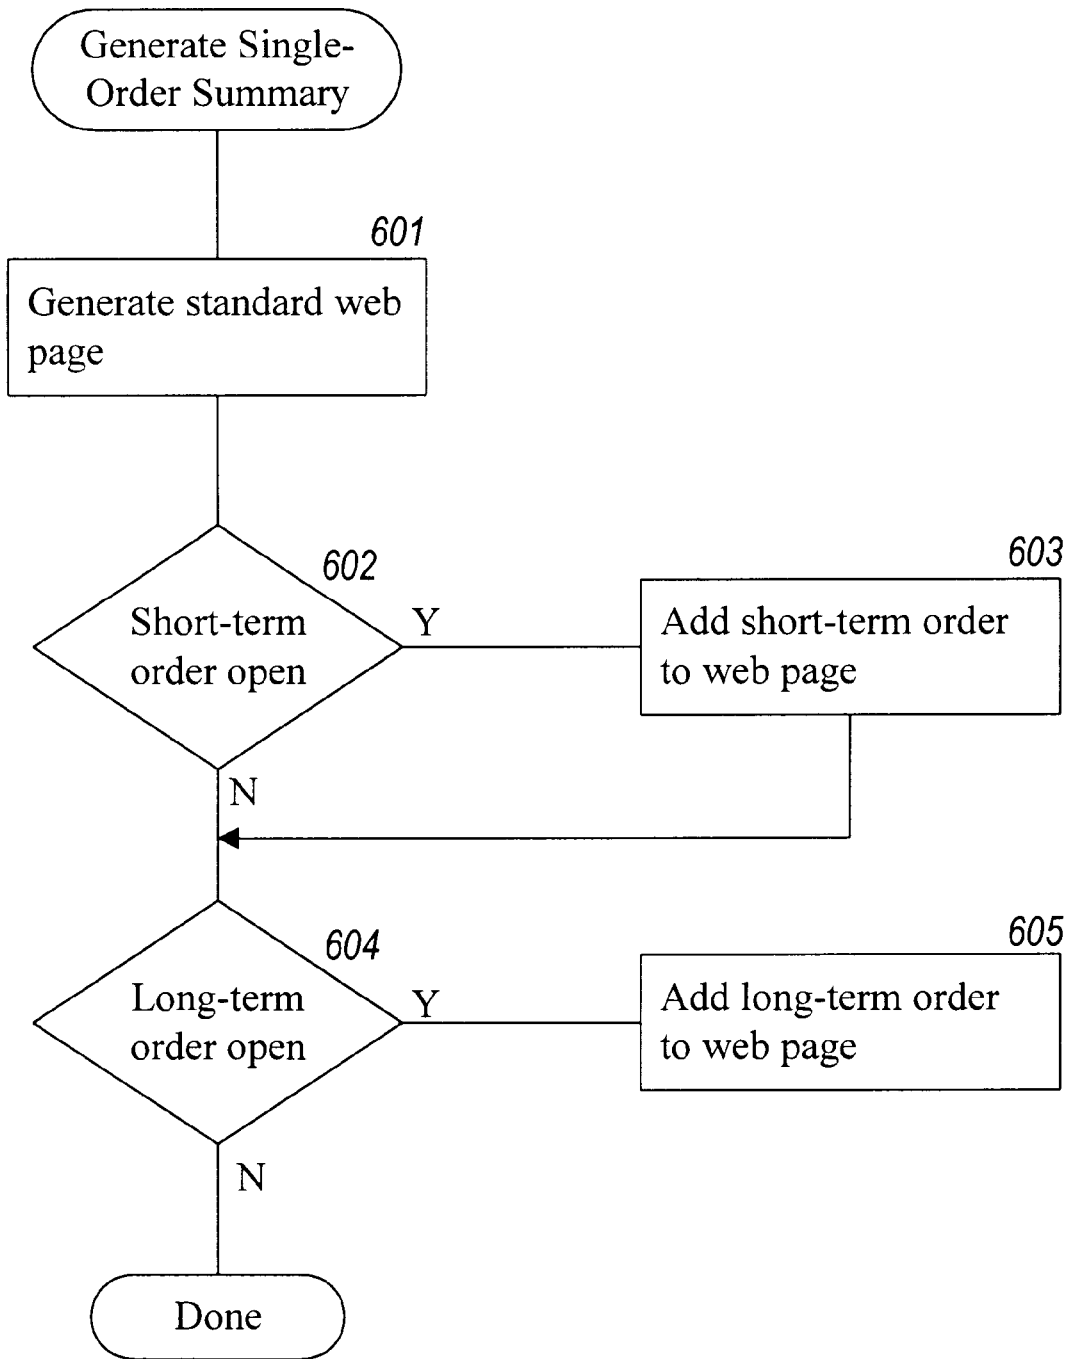 Generate Single-
Order Summary
601
Generate standard web
page
602
Short-term
order open
Y
N
603
Add short-term order
to web page
604
Long-term
order open
Y
N
605
Add long-term order
to web page
Done